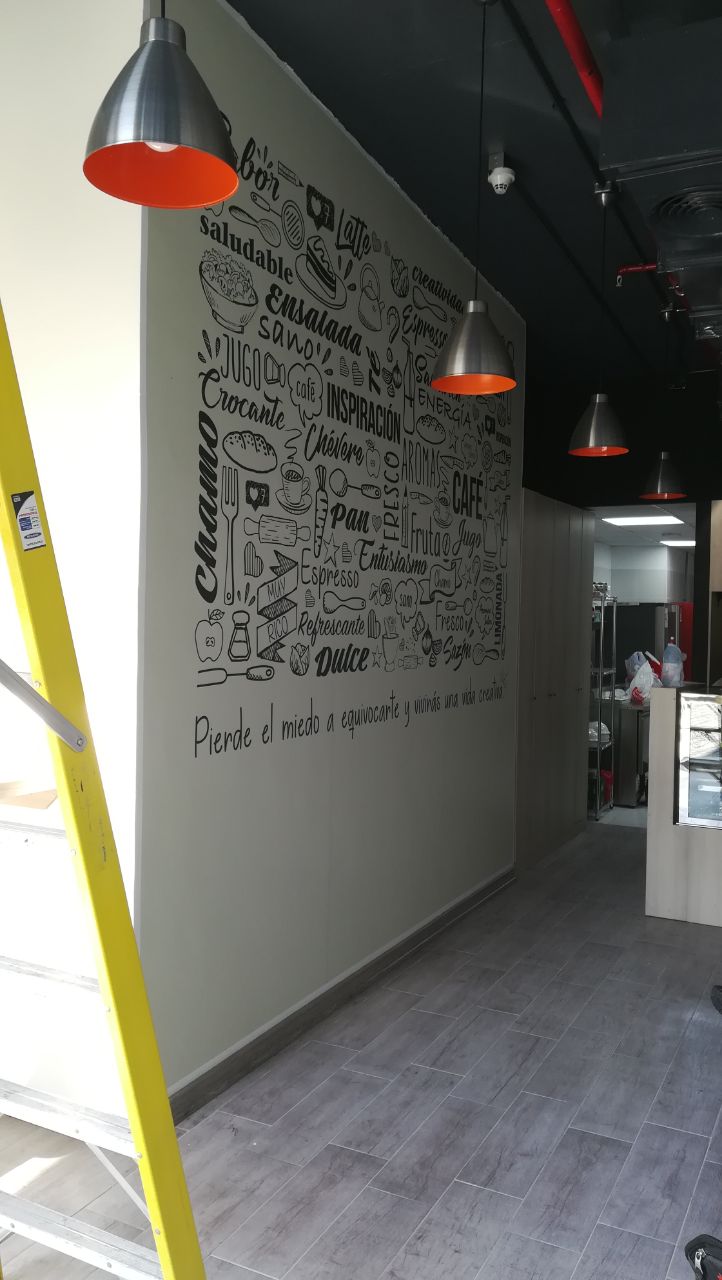 Latte
saludable
creatividad
Ensalada
Espresso
sano
TÉ
JUGO
café
ENERGÍA
Crocante
INSPIRACIÓN
Chévere
AROMAS
chamo
CAFÉ
FRESCO
Pan
Fruta
Jugo
Entusiasmo
Espresso
MUY
RICO
Refrescante
Fresco
LIMONADA
Dulce
Sazón
Pierde el miedo a equivocarte y vivirás una vida creativa